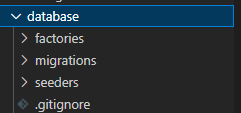 database
factories
migrations
seeders
.gitignore